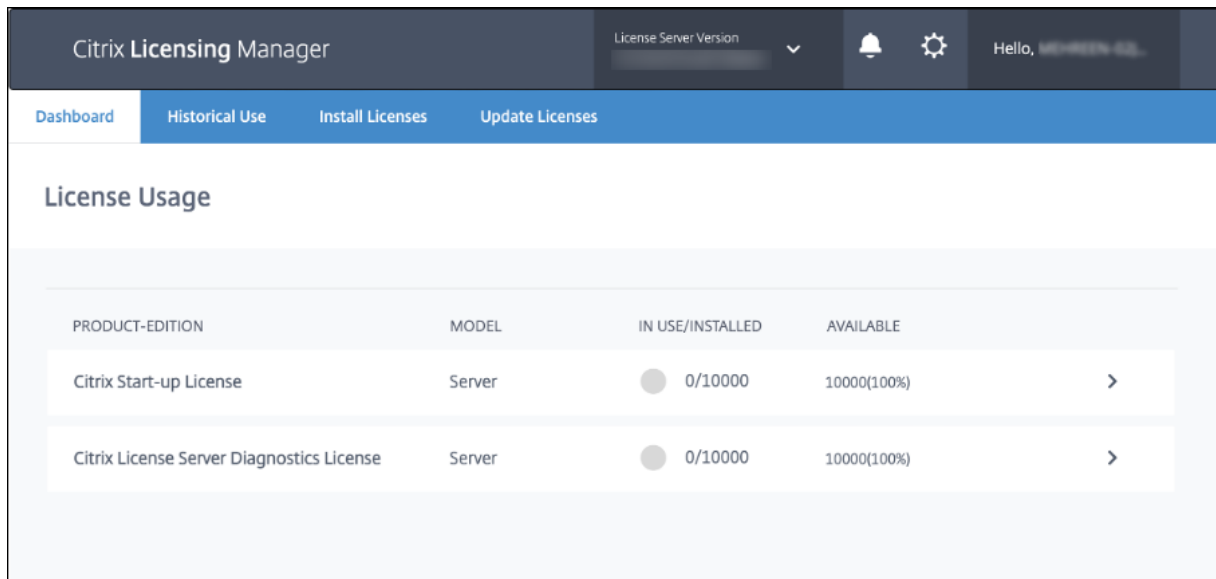 Citrix Licensing Manager
License Server Version
Hello,
Dashboard Historical Use Install Licenses Update Licenses
License Usage
PRODUCT-EDITION MODEL IN USE/INSTALLED AVAILABLE
Citrix Start-up License Server 0/10000 10000(100%)
Citrix License Server Diagnostics License Server 0/10000 10000(100%)